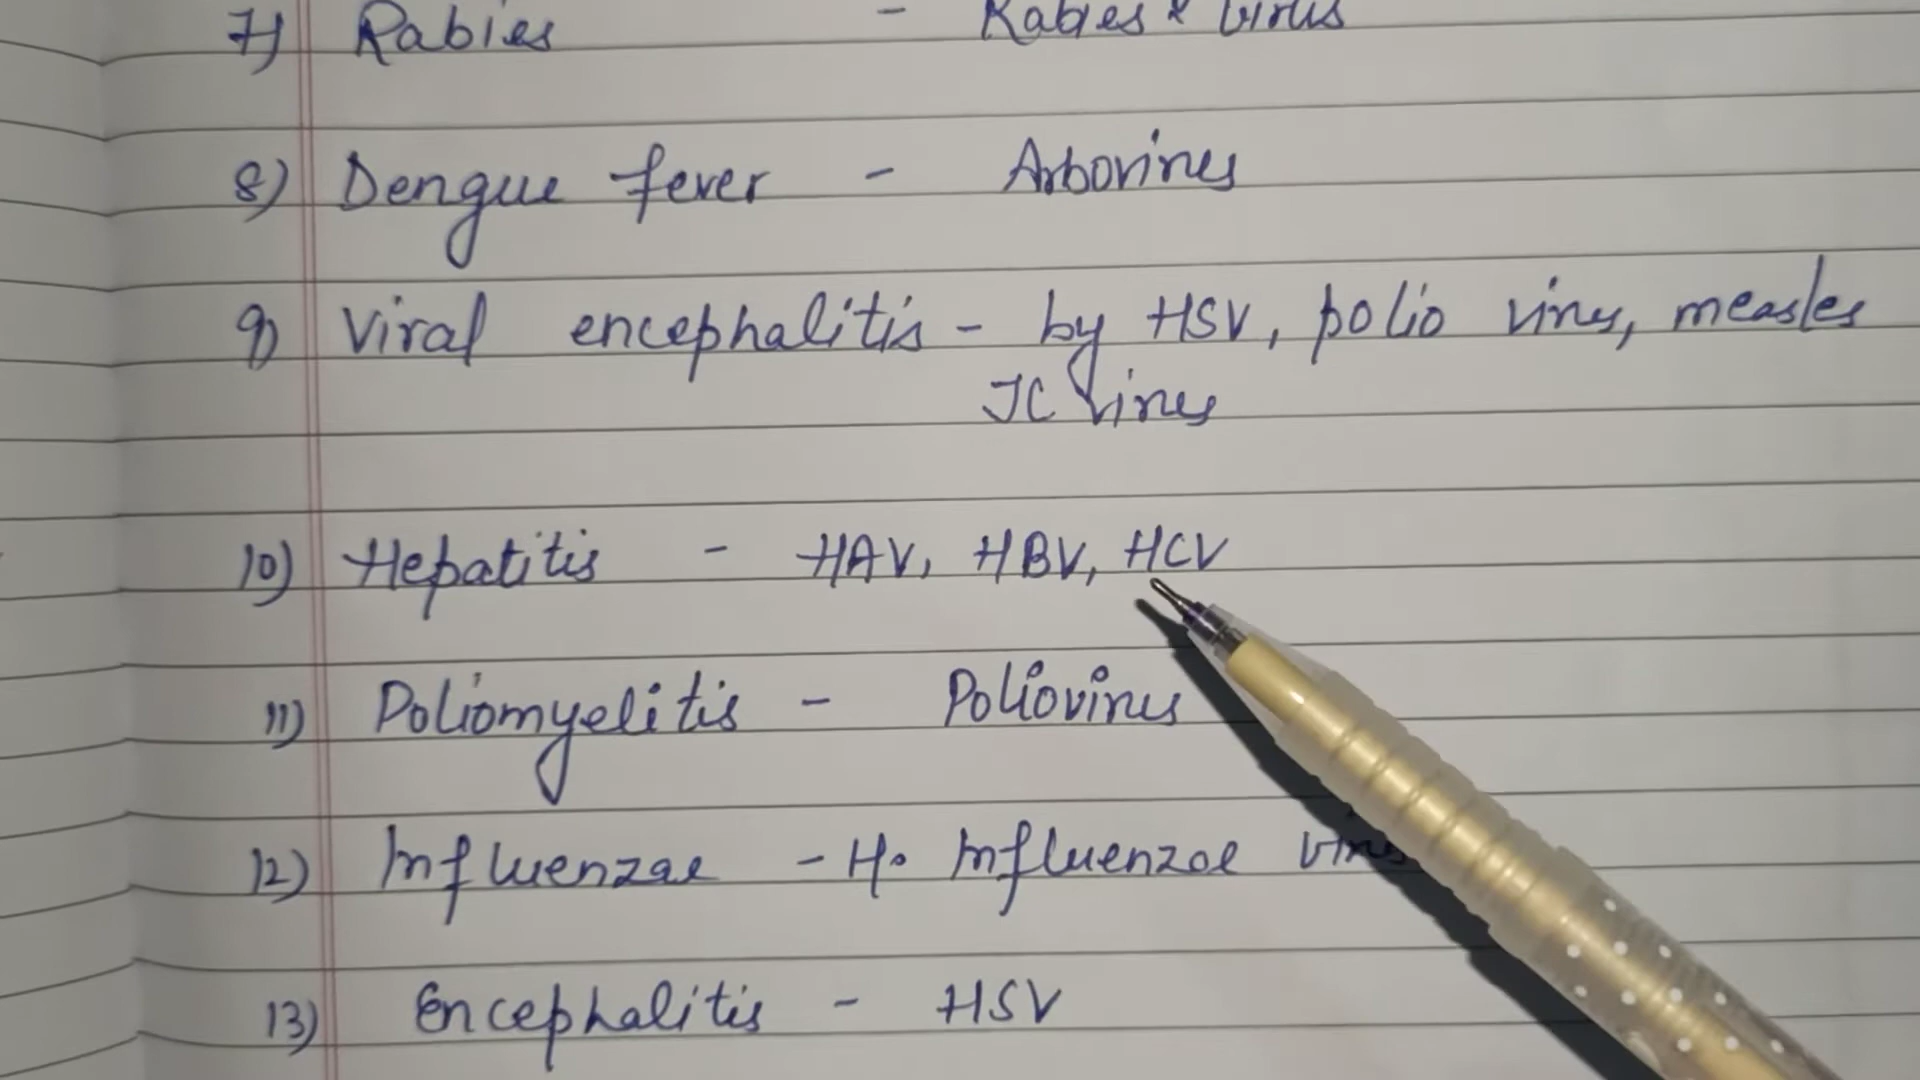 7) Rabies - Rabies virus
8) Dengue fever - Arbovirus
9) Viral encephalitis - by HSV, polio virus, measles
JC Virus
10) Hepatitis - HAV, HBV, HCV
11) Poliomyelitis - Poliovirus
12) Influenzae - H. Influenzae virus
13) Encephalitis - HSV